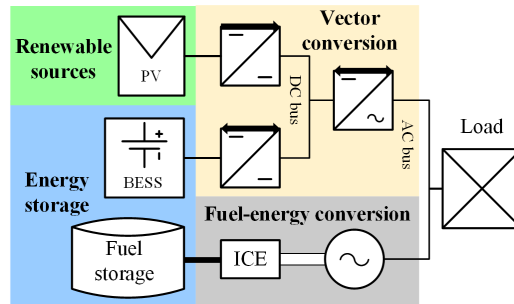 Renewable
sources
PV
Vector
conversion
DC bus
AC bus
Load
Energy
storage
BESS
Fuel-energy conversion
Fuel
storage
ICE